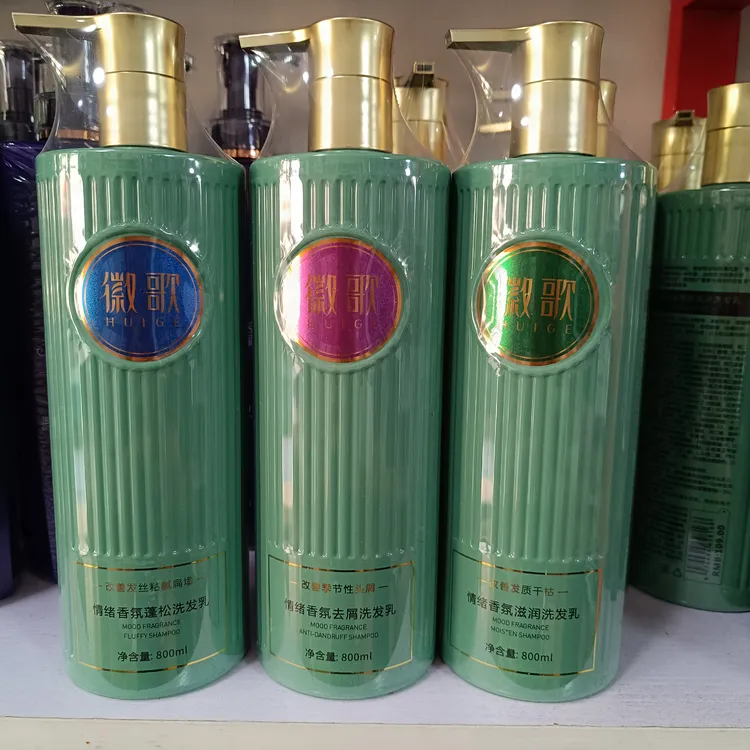 徽歌
HUIGE
改善发丝粘腻扁塌
情绪香氛蓬松洗发乳
MOOD FRAGRANCE
FLUFFY SHAMPOO
净含量: 800ml
徽歌
HUIGE
改善季节性头屑
情绪香氛去屑洗发乳
MOOD FRAGRANCE
ANTI-DANDRUFF SHAMPOO
净含量: 800ml
徽歌
HUIGE
改善发质干枯
情绪香氛滋润洗发乳
MOOD FRAGRANCE
MOISTEN SHAMPOO
净含量: 800ml
RMB:109.00